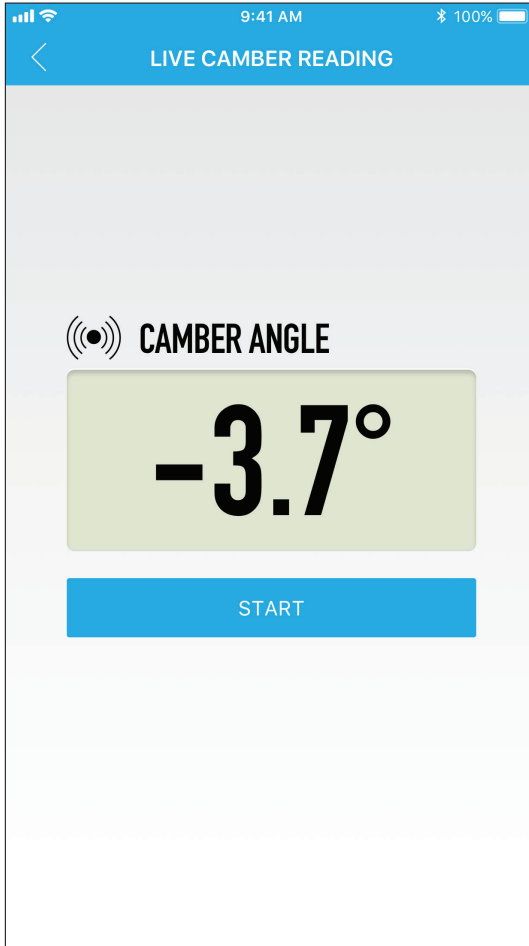 9:41 AM 100%
LIVE CAMBER READING
CAMBER ANGLE
-3.7°
START